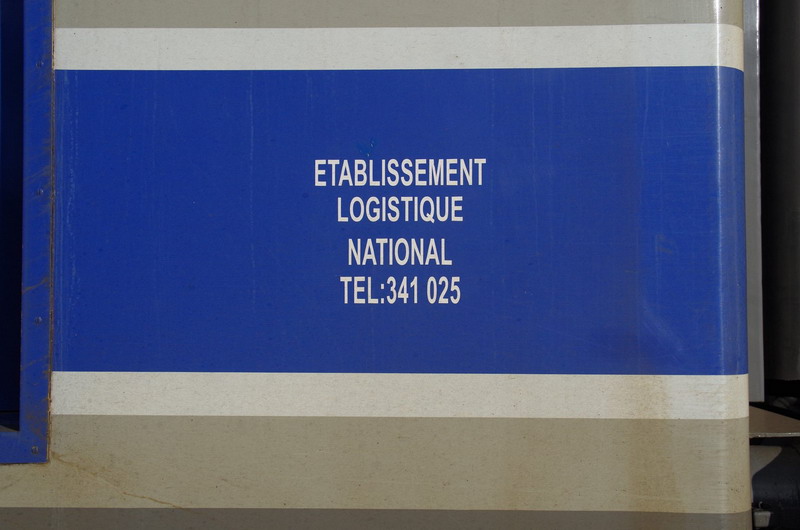 ETABLISSEMENT
LOGISTIQUE
NATIONAL
TEL:341 025